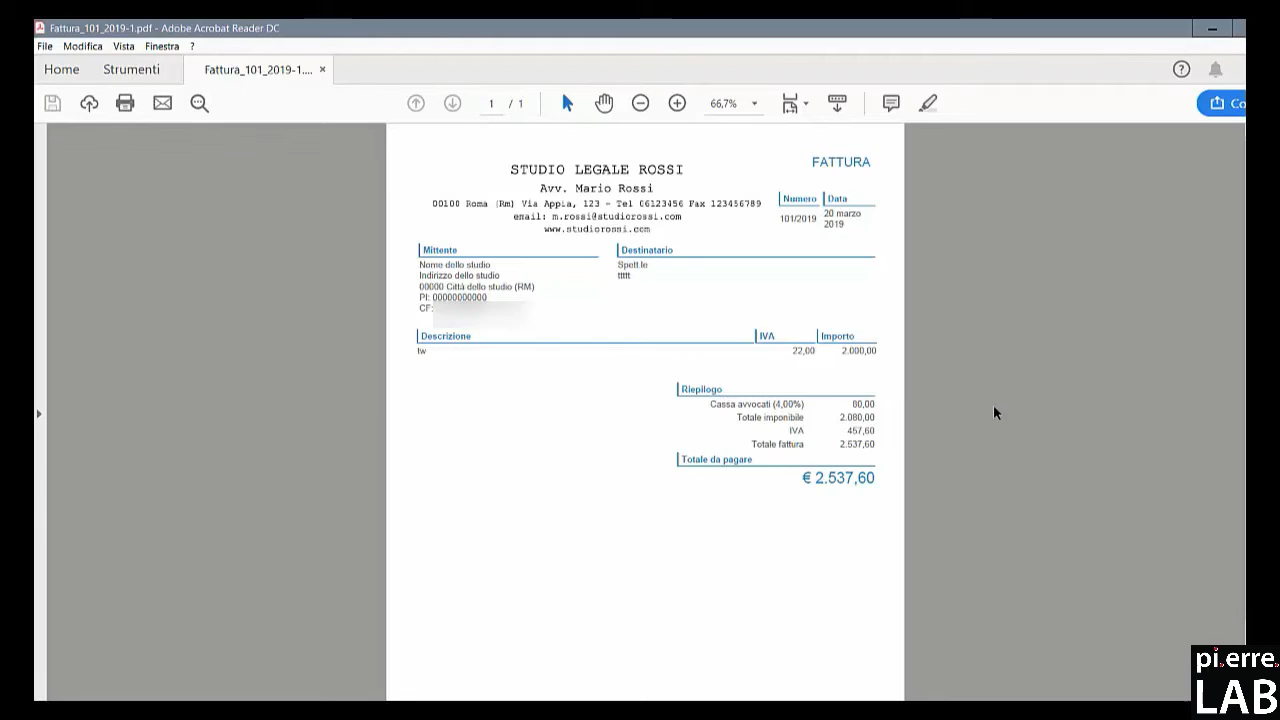 Fattura_101_2019-1.pdf - Adobe Acrobat Reader DC
File Modifica Vista Finestra ?
Home Strumenti Fattura_101_2019-1.... ×
1 / 1 66,7% Co
FATTURA
STUDIO LEGALE ROSSI
Avv. Mario Rossi
00100 Roma (Rm) Via Appia, 123 - Tel 06123456 Fax 123456789
email: m.rossi@studiorossi.com
www.studiorossi.com
Numero Data
101/2019 20 marzo 2019
Mittente
Nome dello studio
Indirizzo dello studio
00000 Città dello studio (RM)
PI: 00000000000
CF:
Destinatario
Spett.le
ttttt
Descrizione IVA Importo
tw 22,00 2.000,00
Riepilogo
Cassa avvocati (4,00%) 80,00
Totale imponibile 2.080,00
IVA 457,60
Totale fattura 2.537,60
Totale da pagare
€ 2.537,60
pi.erre.
LAB